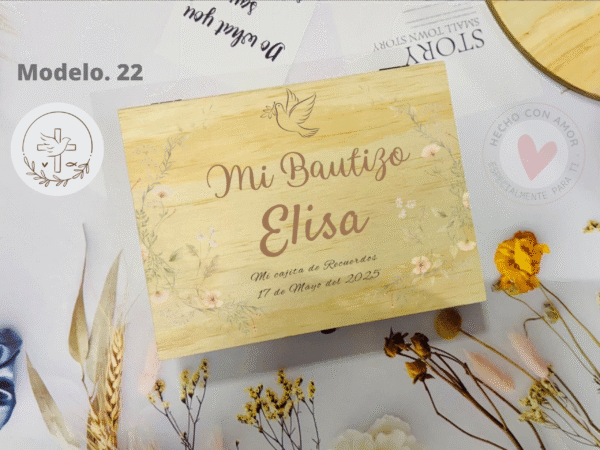 Do what you
say
STORY
SMALL TOWN STORY
Modelo. 22
HECHO CON AMOR
ESPECIALMENTE PARA TI
Mi Bautizo
Elisa
Mi cajita de Recuerdos
17 de Mayo del 2025